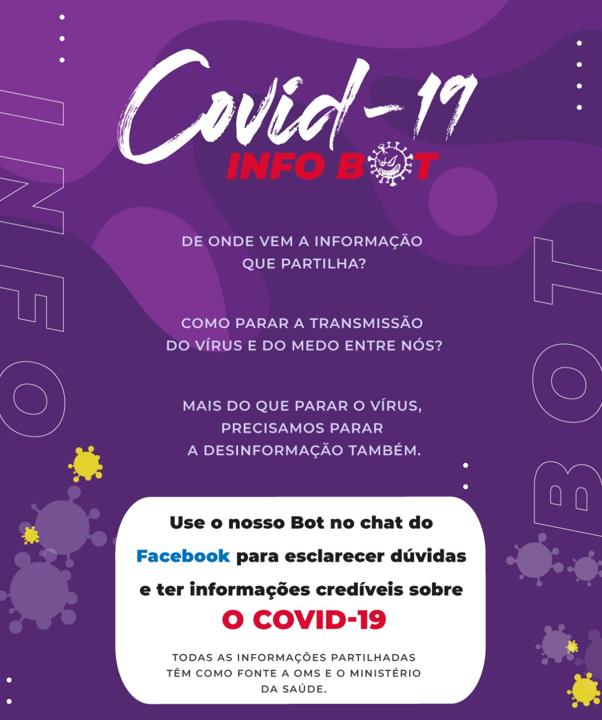 Covid-19
INFO BOT
INFO
BOT
DE ONDE VEM A INFORMAÇÃO
QUE PARTILHA?
COMO PARAR A TRANSMISSÃO
DO VÍRUS E DO MEDO ENTRE NÓS?
MAIS DO QUE PARAR O VÍRUS,
PRECISAMOS PARAR
A DESINFORMAÇÃO TAMBÉM.
Use o nosso Bot no chat do
Facebook para esclarecer dúvidas
e ter informações credíveis sobre
O COVID-19
TODAS AS INFORMAÇÕES PARTILHADAS
TÊM COMO FONTE A OMS E O MINISTÉRIO
DA SAÚDE.